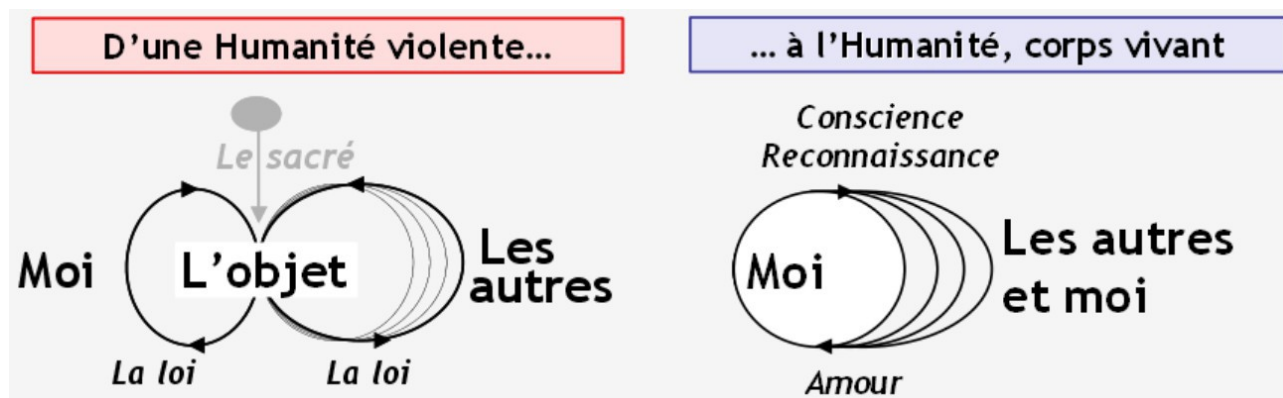 D'une Humanité violente...
Le sacré
Moi
L'objet
Les
autres
La loi
La loi
... à l'Humanité, corps vivant
Conscience
Reconnaissance
Moi
Les autres
et moi
Amour